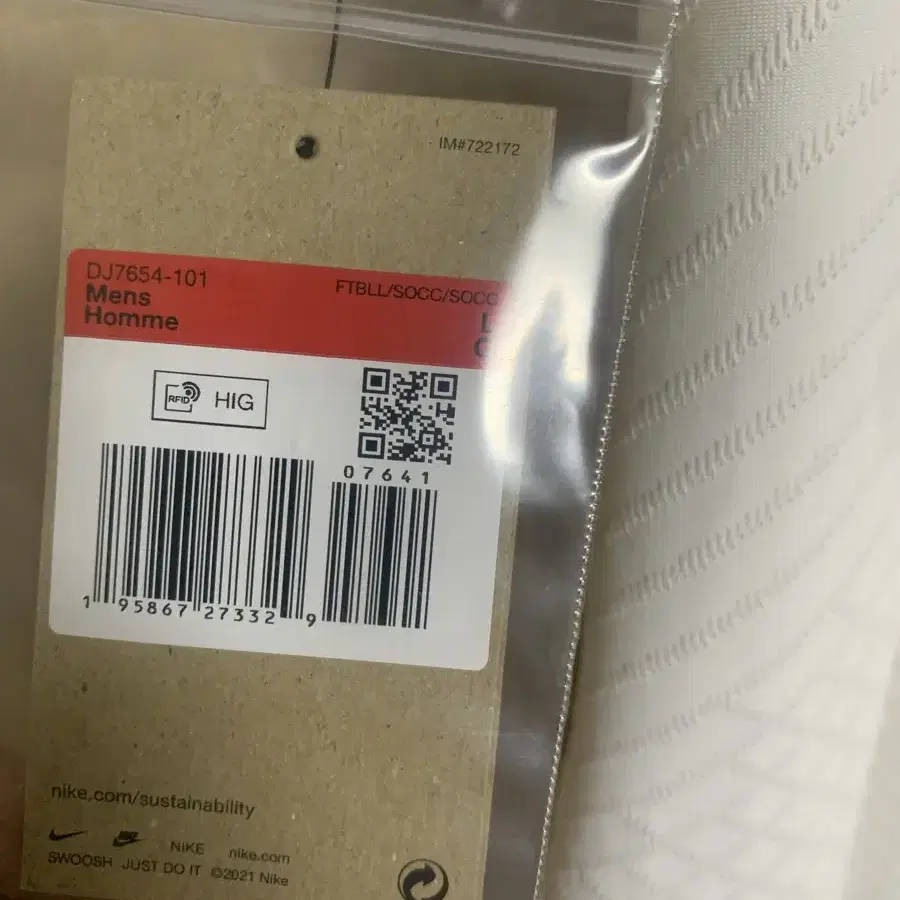 IM#722172
DJ7654-101
Mens
Homme
FTBLL/SOCC/SOCC
L
RFID
HIG
07641
1 95867 27332 9
nike.com/sustainability
NIKE nike.com
SWOOSH JUST DO IT ©2021 Nike